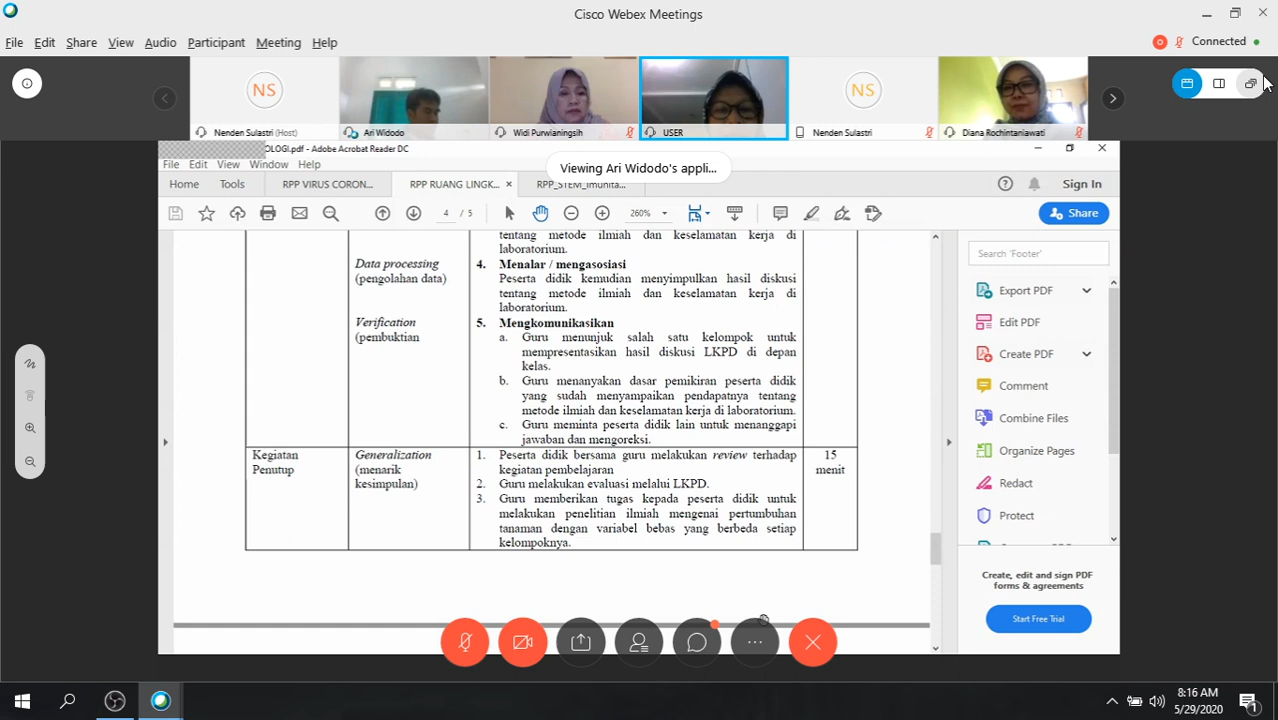 Cisco Webex Meetings
File Edit Share View Audio Participant Meeting Help
Connected
NS
NS
Nenden Sulastri (Host)
Ari Widodo
Widi Purwianingsih
USER
Nenden Sulastri
Diana Rochintaniawati
OLOGI.pdf - Adobe Acrobat Reader DC
File Edit View Window Help
Viewing Ari Widodo's appli...
Home Tools
RPP VIRUS CORON...
RPP RUANG LINGK...
RPP_STEM_Imunita...
Sign In
4 / 5
260%
Share
tentang metode ilmiah dan keselamatan kerja di
laboratorium.
Data processing
(pengolahan data)
4. Menalar / mengasosiasi
Peserta didik kemudian menyimpulkan hasil diskusi
tentang metode ilmiah dan keselamatan kerja di
laboratorium.
Verification
(pembuktian
5. Mengkomunikasikan
a. Guru menunjuk salah satu kelompok untuk
mempresentasikan hasil diskusi LKPD di depan
kelas.
b. Guru menanyakan dasar pemikiran peserta didik
yang sudah menyampaikan pendapatnya tentang
metode ilmiah dan keselamatan kerja di laboratorium.
c. Guru meminta peserta didik lain untuk menanggapi
jawaban dan mengoreksi.
Kegiatan
Penutup
Generalization
(menarik
kesimpulan)
1. Peserta didik bersama guru melakukan review terhadap
kegiatan pembelajaran
2. Guru melakukan evaluasi melalui LKPD.
3. Guru memberikan tugas kepada peserta didik untuk
melakukan penelitian ilmiah mengenai pertumbuhan
tanaman dengan variabel bebas yang berbeda setiap
kelompoknya.
15
menit
Search 'Footer'
Export PDF
Edit PDF
Create PDF
Comment
Combine Files
Organize Pages
Redact
Protect
Create, edit and sign PDF
forms & agreements
Start Free Trial
8:16 AM
5/29/2020
1